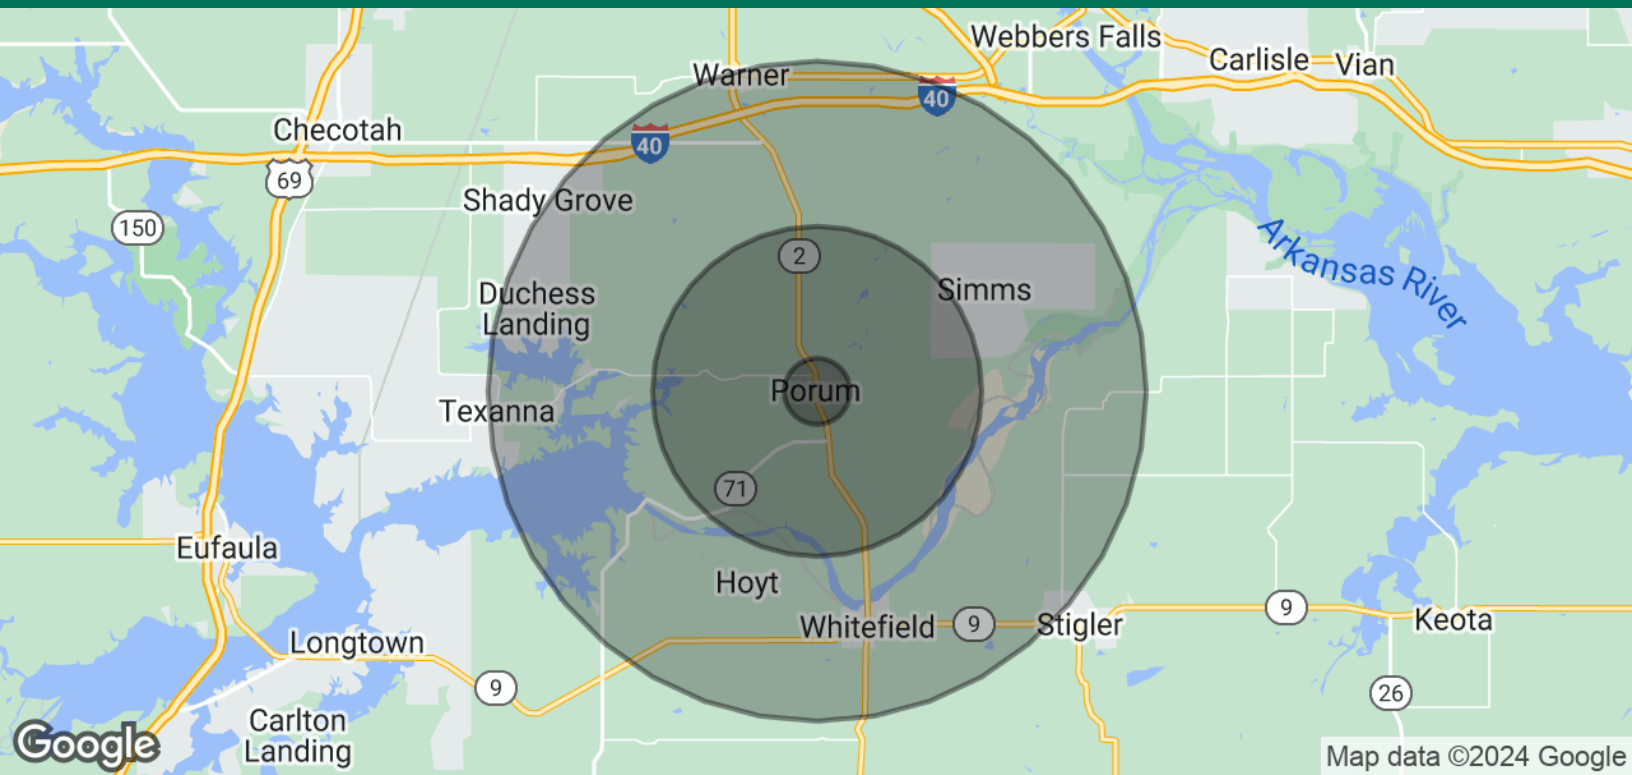 Webbers Falls
Carlisle
Vian
Warner
40
40
Checotah
69
Shady Grove
150
Arkansas River
2
Simms
Duchess
Landing
Porum
Texanna
71
Eufaula
Hoyt
Whitefield
9
Stigler
9
Keota
Longtown
9
26
Carlton
Landing
Google
Map data ©2024 Google